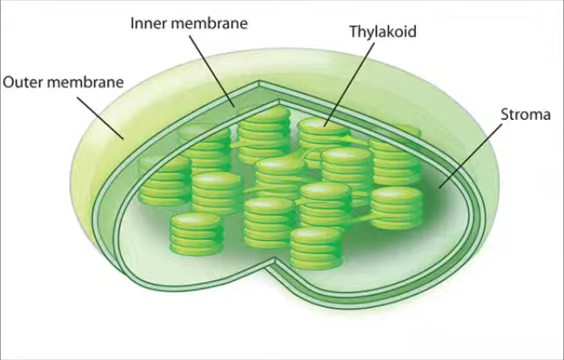 Inner membrane
Thylakoid
Outer membrane
Stroma